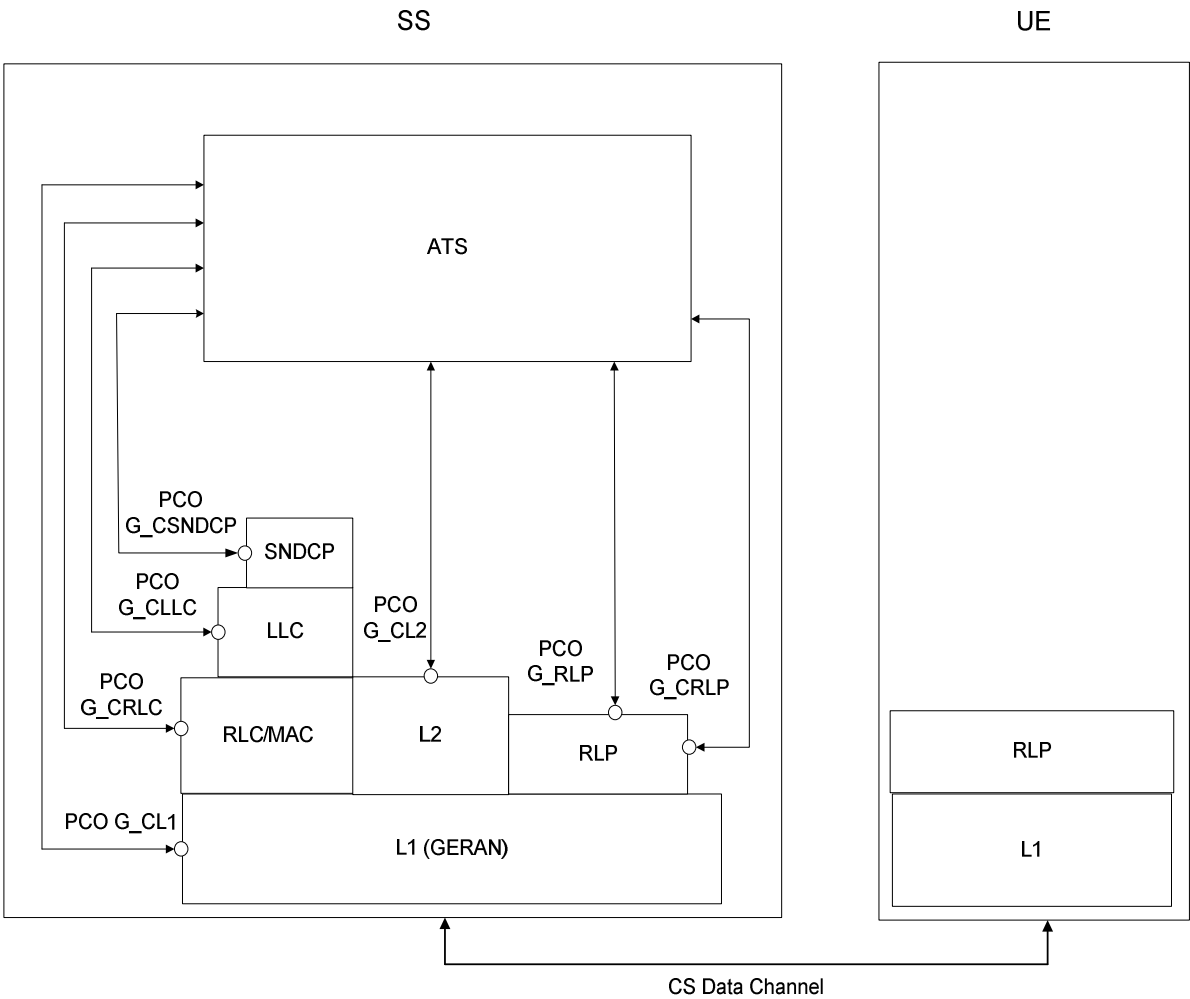 SS
UE
ATS
PCO
G_CSNDCP
SNDCP
PCO
G_CLLC
LLC
PCO
G_CL2
PCO
G_RLP
PCO
G_CRLP
PCO
G_CRLC
RLC/MAC
L2
RLP
RLP
PCO G_CL1
L1 (GERAN)
L1
CS Data Channel